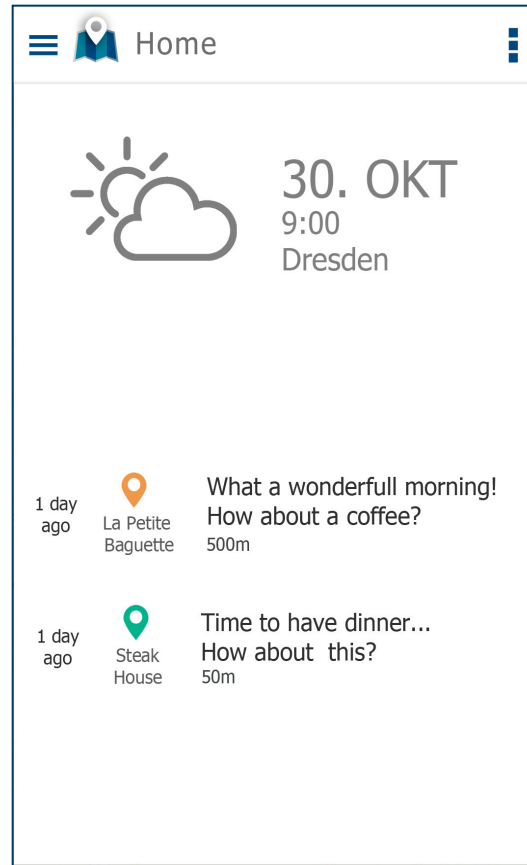 Home
30. OKT
9:00
Dresden
1 day
ago
La Petite
Baguette
What a wonderfull morning!
How about a coffee?
500m
1 day
ago
Steak
House
Time to have dinner...
How about  this?
50m